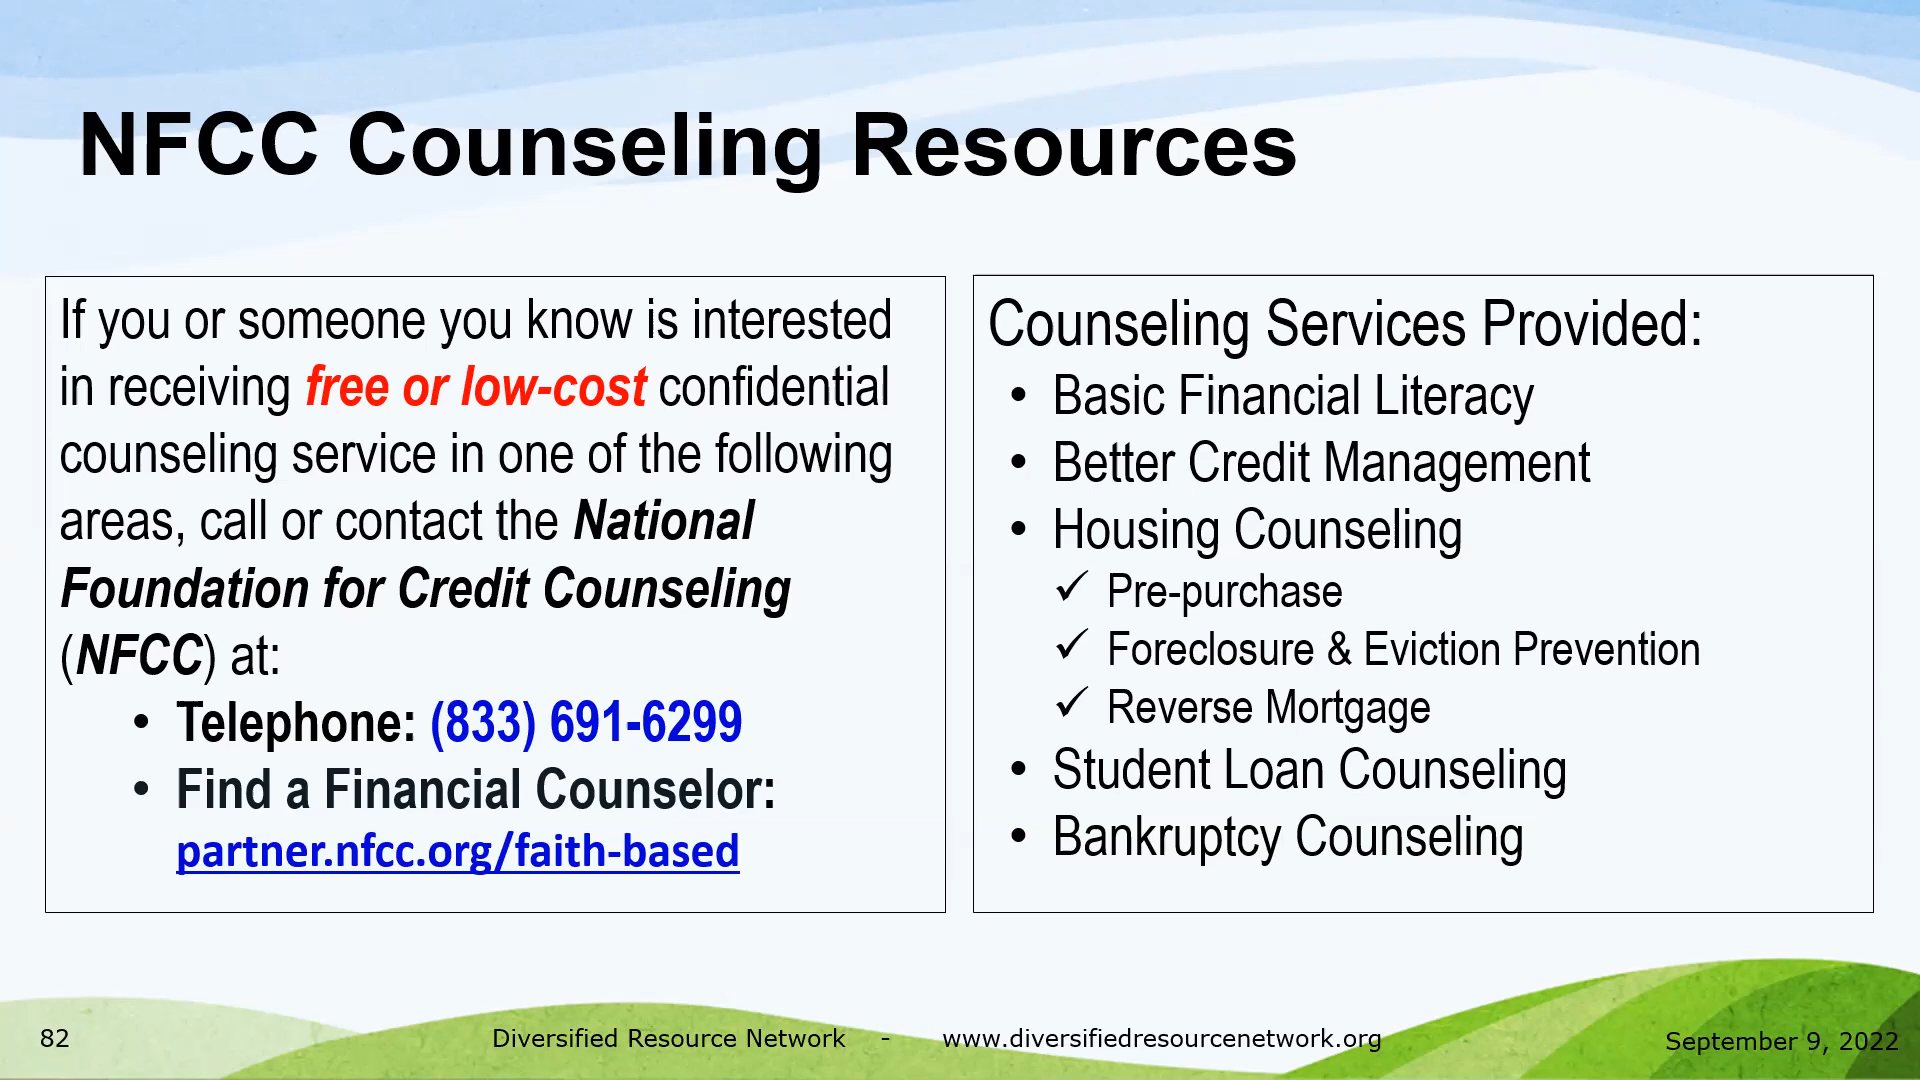 NFCC Counseling Resources
If you or someone you know is interested
in receiving free or low-cost confidential
counseling service in one of the following
areas, call or contact the National
Foundation for Credit Counseling
(NFCC) at:
• Telephone: (833) 691-6299
• Find a Financial Counselor:
partner.nfcc.org/faith-based
Counseling Services Provided:
• Basic Financial Literacy
• Better Credit Management
• Housing Counseling
✓ Pre-purchase
✓ Foreclosure & Eviction Prevention
✓ Reverse Mortgage
• Student Loan Counseling
• Bankruptcy Counseling
82
Diversified Resource Network - www.diversifiedresourcenetwork.org
September 9, 2022